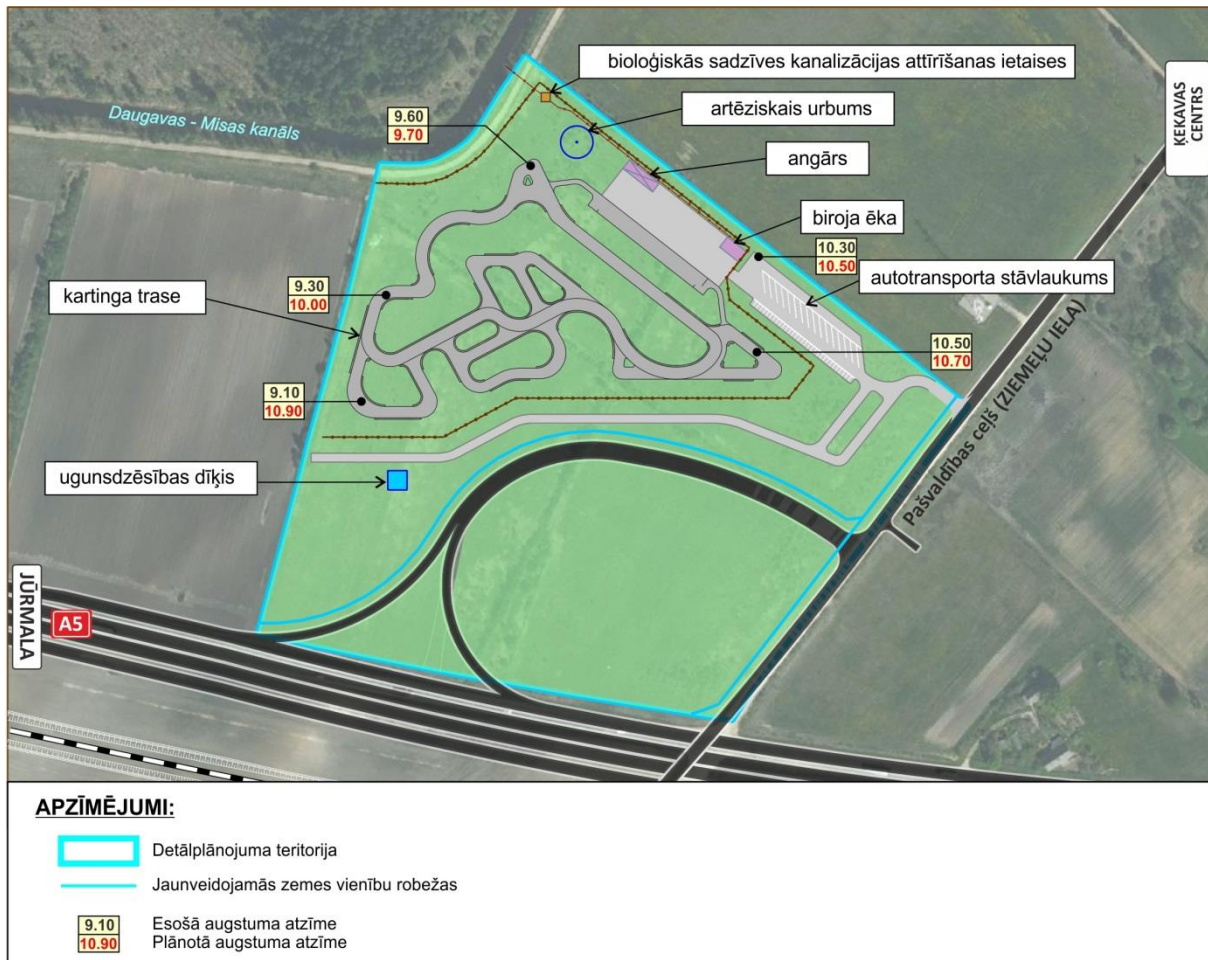 bioloģiskās sadzīves kanalizācijas attīrīšanas ietaises
artēziskais urbums
angārs
biroja ēka
autotransporta stāvlaukums
Daugavas - Misas kanāls
9.60
9.70
ĶEKAVAS
CENTRS
10.30
10.50
kartinga trase
9.30
10.00
10.50
10.70
9.10
10.90
ugunsdzēsības dīķis
Pašvaldības ceļš (ZIEMEĻU IELA)
JŪRMALA
A5
APZĪMĒJUMI:
Detālplānojuma teritorija
Jaunveidojamās zemes vienību robežas
9.10
10.90
Esošā augstuma atzīme
Plānotā augstuma atzīme